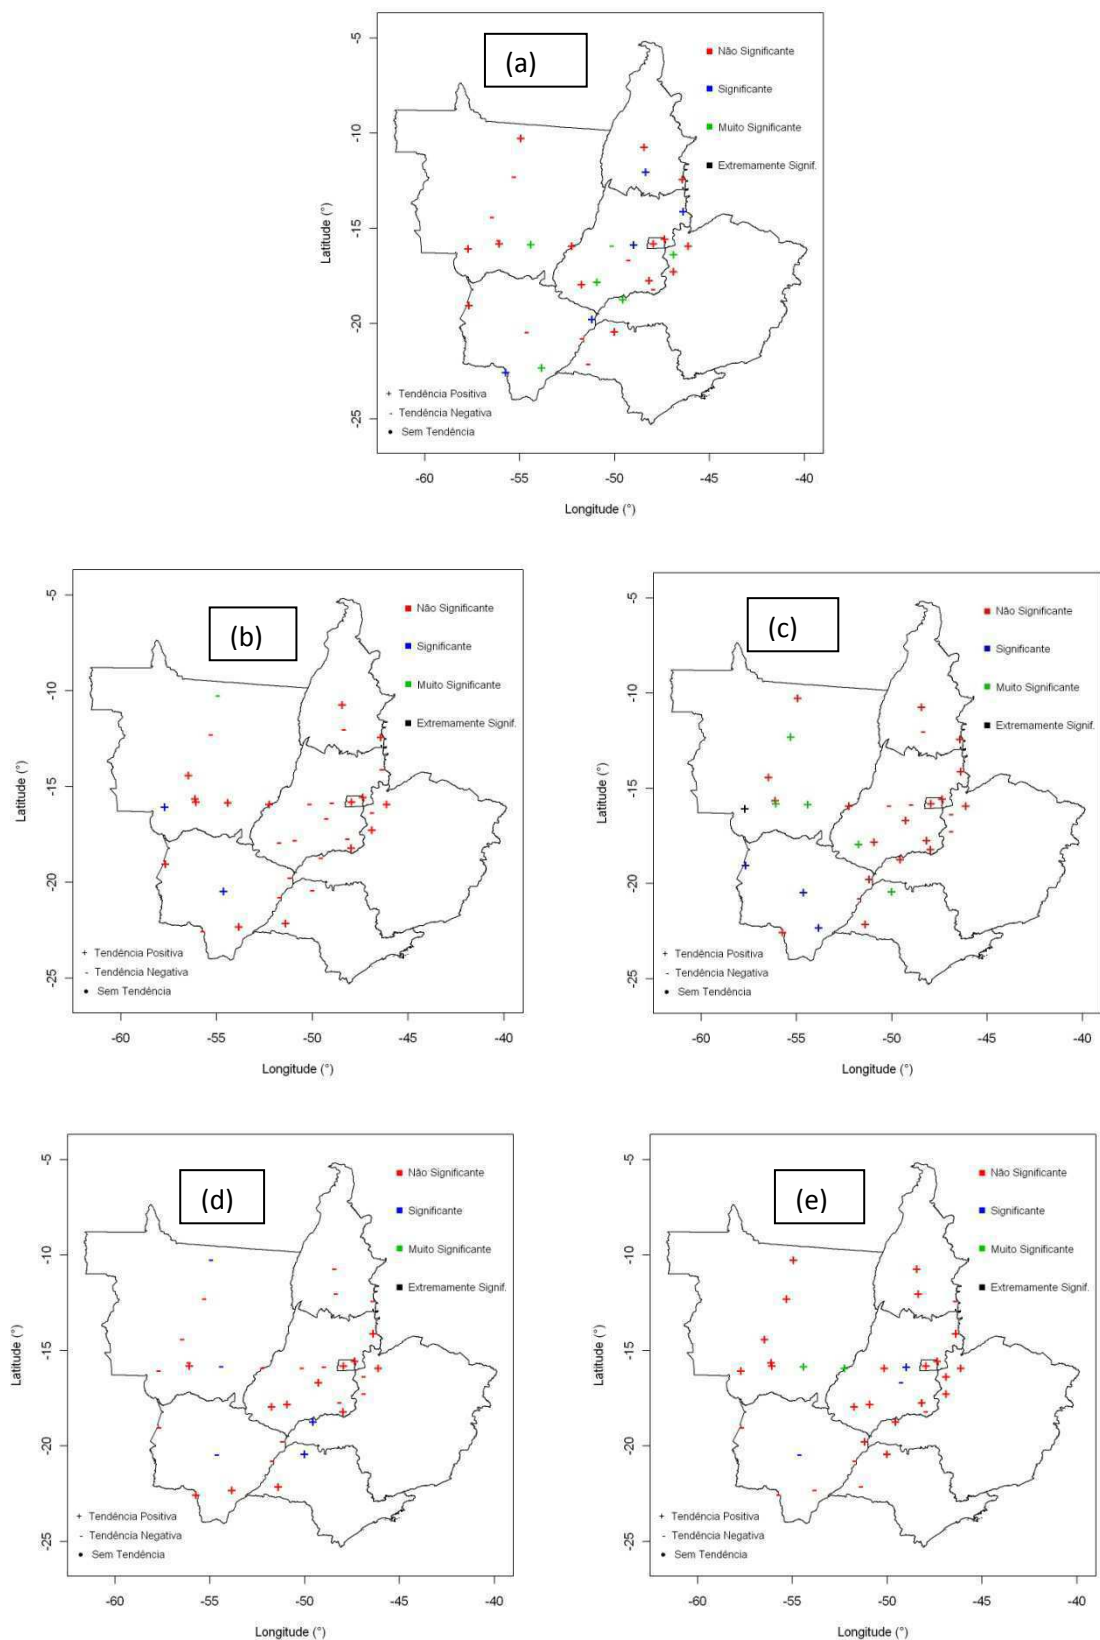 (a)
Não Significante
Significante
Muito Significante
Extremamente Signif.
-5
-10
-15
-20
-25
Latitude (°)
+ Tendência Positiva
- Tendência Negativa
• Sem Tendência
-60 -55 -50 -45 -40
Longitude (°)
(b)
Não Significante
Significante
Muito Significante
Extremamente Signif.
-5
-10
-15
-20
-25
Latitude (°)
+ Tendência Positiva
- Tendência Negativa
• Sem Tendência
-60 -55 -50 -45 -40
Longitude (°)
(c)
Não Significante
Significante
Muito Significante
Extremamente Signif.
-5
-10
-15
-20
-25
Latitude (°)
+ Tendência Positiva
- Tendência Negativa
• Sem Tendência
-60 -55 -50 -45 -40
Longitude (°)
(d)
Não Significante
Significante
Muito Significante
Extremamente Signif.
-5
-10
-15
-20
-25
Latitude (°)
+ Tendência Positiva
- Tendência Negativa
• Sem Tendência
-60 -55 -50 -45 -40
Longitude (°)
(e)
Não Significante
Significante
Muito Significante
Extremamente Signif.
-5
-10
-15
-20
-25
Latitude (°)
+ Tendência Positiva
- Tendência Negativa
• Sem Tendência
-60 -55 -50 -45 -40
Longitude (°)